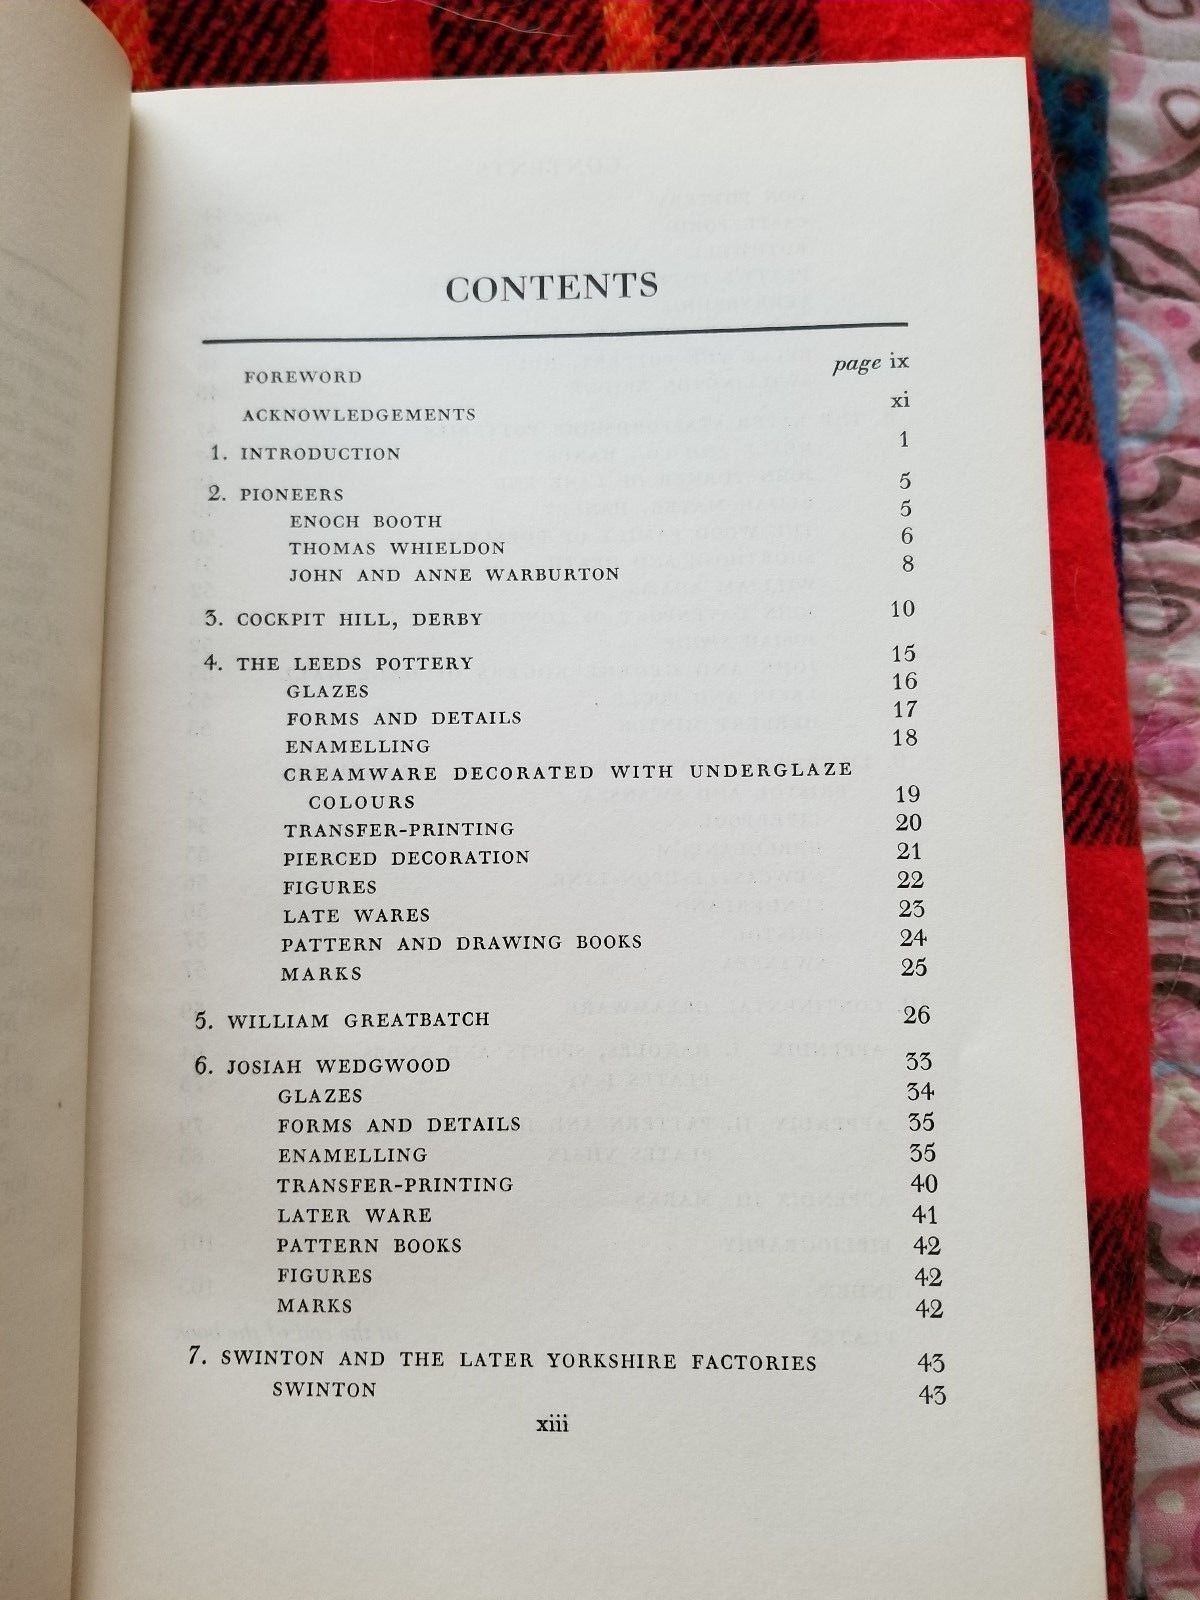 CONTENTS
FOREWORD page ix
ACKNOWLEDGEMENTS xi
1. INTRODUCTION 1
2. PIONEERS 5
ENOCH BOOTH 5
THOMAS WHIELDON 6
JOHN AND ANNE WARBURTON 8
3. COCKPIT HILL, DERBY 10
4. THE LEEDS POTTERY 15
GLAZES 16
FORMS AND DETAILS 17
ENAMELLING 18
CREAMWARE DECORATED WITH UNDERGLAZE
COLOURS 19
TRANSFER-PRINTING 20
PIERCED DECORATION 21
FIGURES 22
LATE WARES 23
PATTERN AND DRAWING BOOKS 24
MARKS 25
5. WILLIAM GREATBATCH 26
6. JOSIAH WEDGWOOD 33
GLAZES 34
FORMS AND DETAILS 35
ENAMELLING 35
TRANSFER-PRINTING 40
LATER WARE 41
PATTERN BOOKS 42
FIGURES 42
MARKS 42
7. SWINTON AND THE LATER YORKSHIRE FACTORIES 43
SWINTON 43
xiii